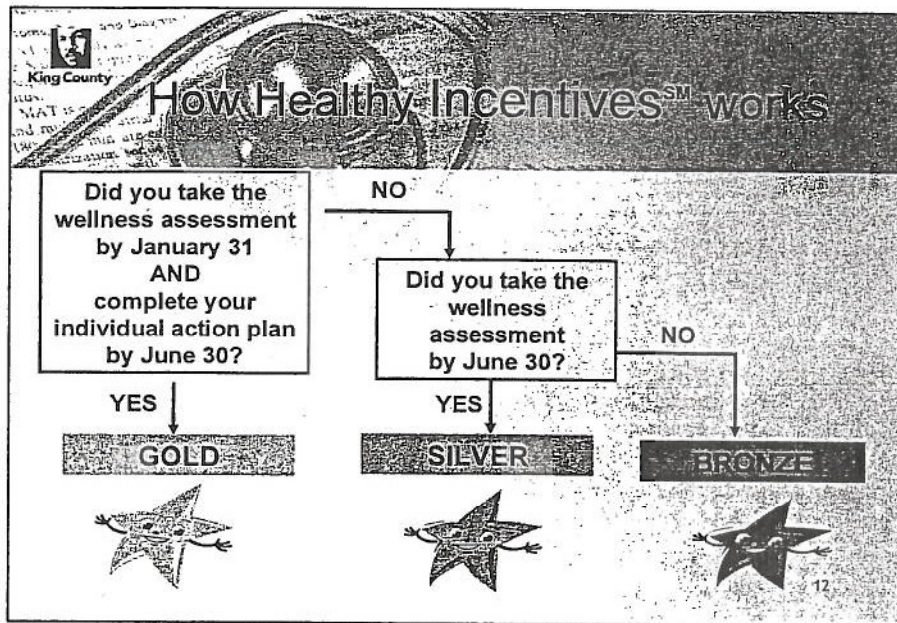 King County
How Healthy Incentives℠ works
Did you take the
wellness assessment
by January 31
AND
complete your
individual action plan
by June 30?
NO
Did you take the
wellness
assessment
by June 30?
NO
YES
YES
GOLD
SILVER
BRONZE
12